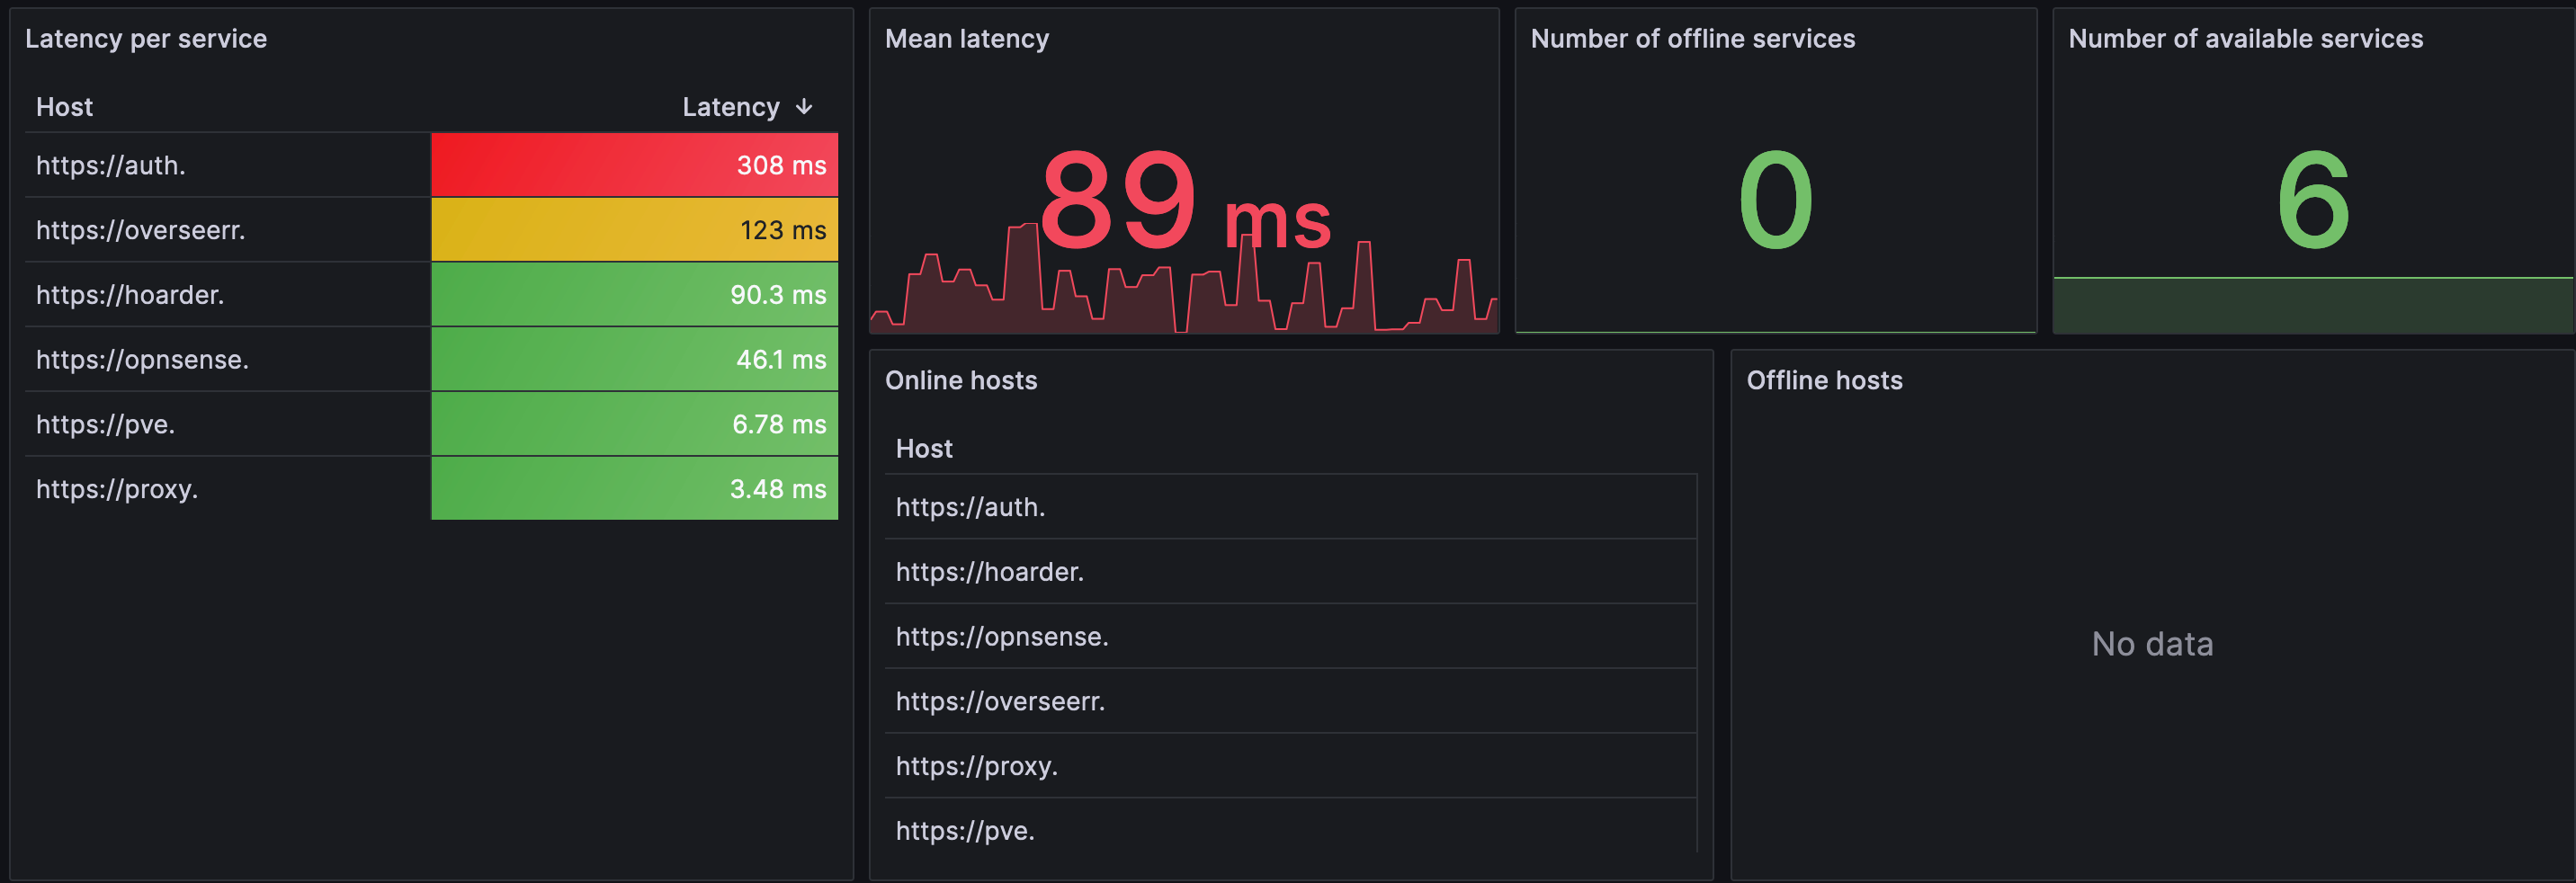 Latency per service
Host Latency
https://auth. 308 ms
https://overseerr. 123 ms
https://hoarder. 90.3 ms
https://opnsense. 46.1 ms
https://pve. 6.78 ms
https://proxy. 3.48 ms
Mean latency
89 ms
Number of offline services
0
Number of available services
6
Online hosts
Host
https://auth.
https://hoarder.
https://opnsense.
https://overseerr.
https://proxy.
https://pve.
Offline hosts
No data